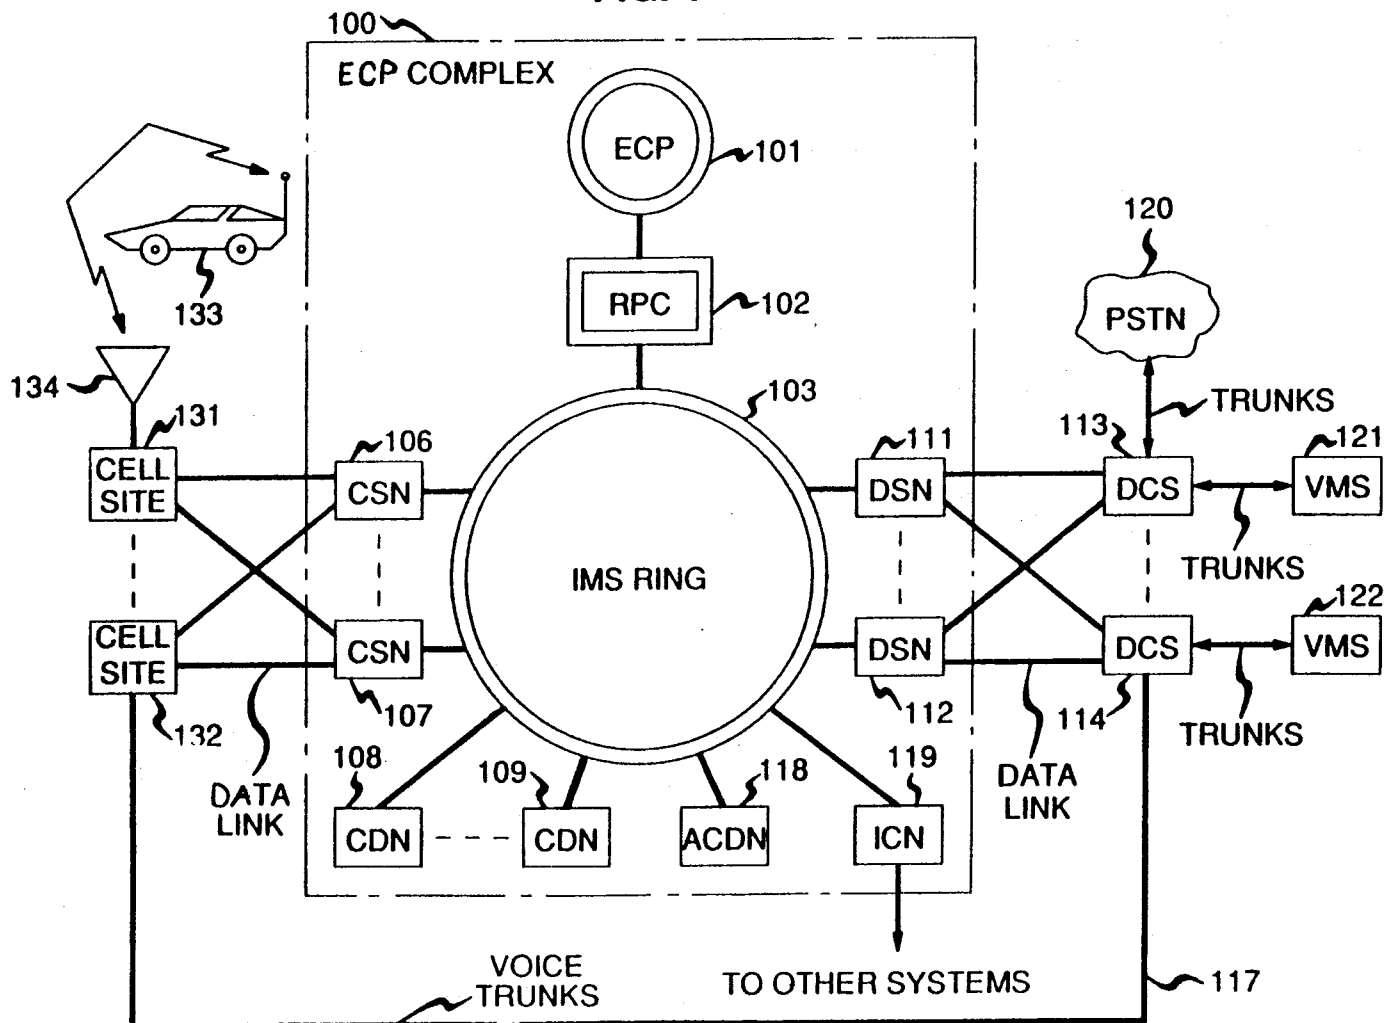 100
ECP COMPLEX
ECP
101
RPC
102
103
133
134
131
CELL
SITE
106
CSN
111
DSN
113
DCS
120
PSTN
TRUNKS
121
VMS
TRUNKS
IMS RING
CELL
SITE
132
CSN
107
DSN
112
DCS
114
122
VMS
TRUNKS
DATA
LINK
DATA
LINK
108
CDN
109
CDN
118
ACDN
119
ICN
VOICE
TRUNKS
TO OTHER SYSTEMS
117